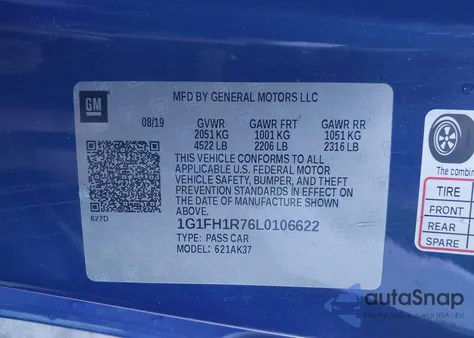 GM
MFD BY GENERAL MOTORS LLC
08/19 GVWR GAWR FRT GAWR RR
2051 KG 1001 KG 1051 KG
4522 LB 2206 LB 2316 LB
THIS VEHICLE CONFORMS TO ALL
APPLICABLE U.S. FEDERAL MOTOR
VEHICLE SAFETY, BUMPER, AND THEFT
PREVENTION STANDARDS IN EFFECT ON
THE DATE OF MANUFACTURE SHOWN ABOVE.
627D
1G1FH1R76L0106622
TYPE: PASS CAR
MODEL: 621AK37
The combin
TIRE
FRONT
REAR
SPARE
autoSnap